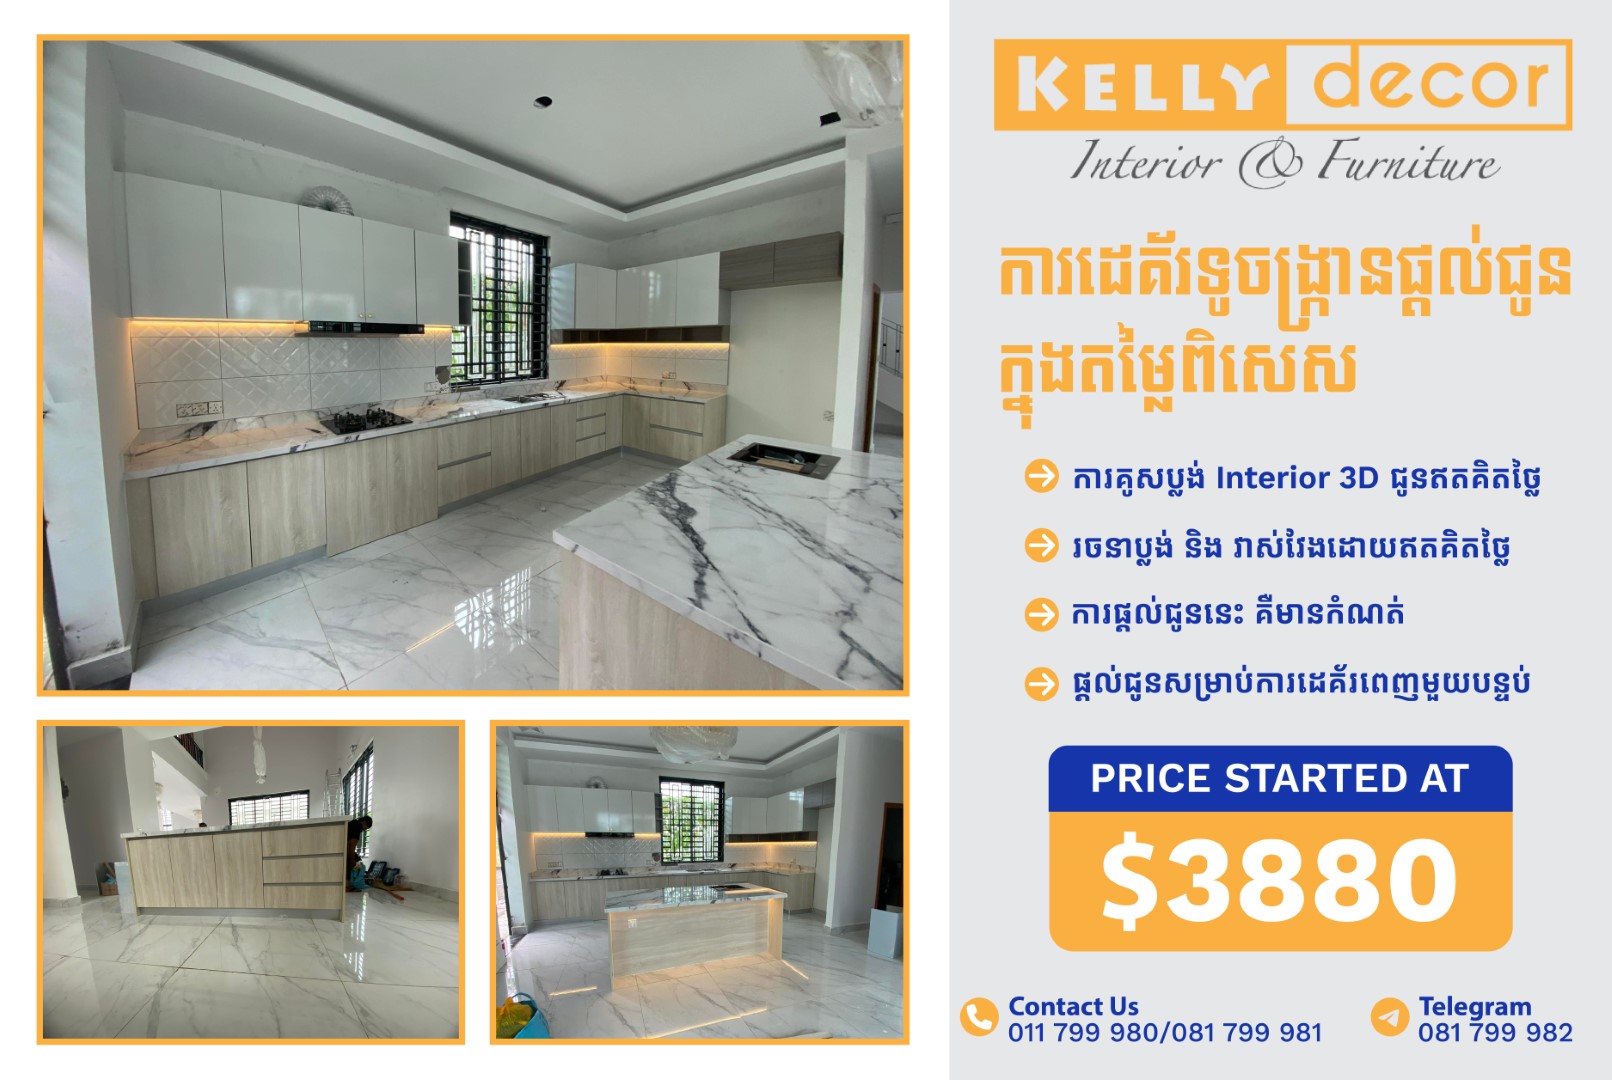 KELLY decor
Interior & Furniture
ការដេគ័រទូចង្ក្រានផ្តល់ជូន
ក្នុងតម្លៃពិសេស
ការគូសប្លង់ Interior 3D ជូនឥតគិតថ្លៃ
រចនាប្លង់ និង វាស់វែងដោយឥតគិតថ្លៃ
ការផ្តល់ជូននេះ គឺមានកំណត់
ផ្តល់ជូនសម្រាប់ការដេគ័រពេញមួយបន្ទប់
PRICE STARTED AT
$3880
Contact Us
011 799 980/081 799 981
Telegram
081 799 982